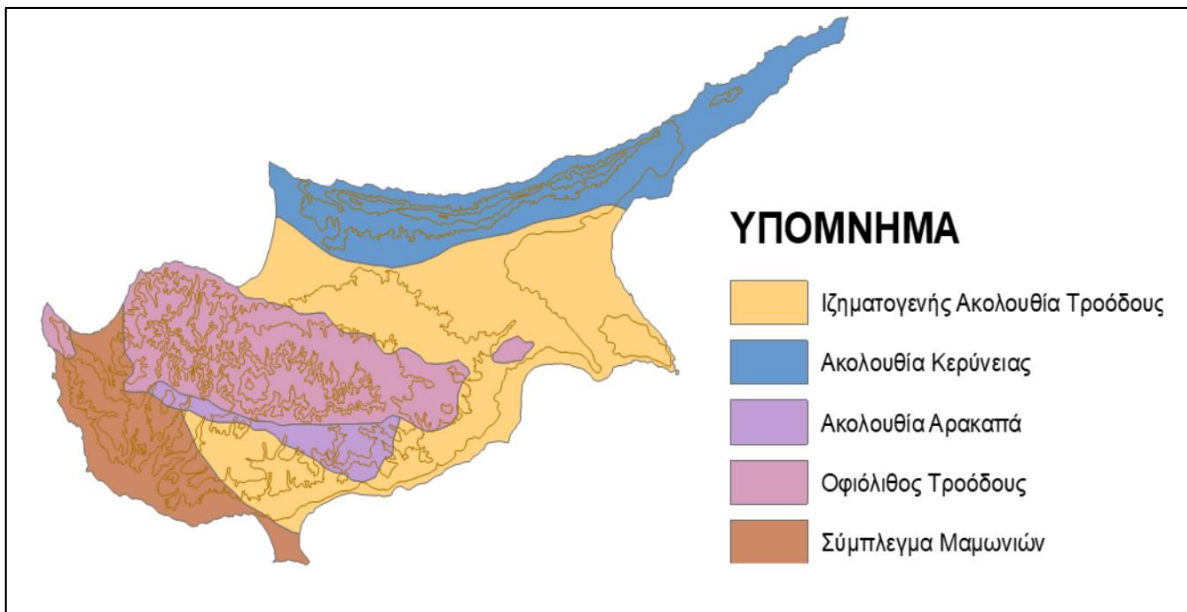 ΥΠΟΜΝΗΜΑ
Ιζηματογενής Ακολουθία Τροόδους
Ακολουθία Κερύνειας
Ακολουθία Αρακαπά
Οφιόλιθος Τροόδους
Σύμπλεγμα Μαμωνιών